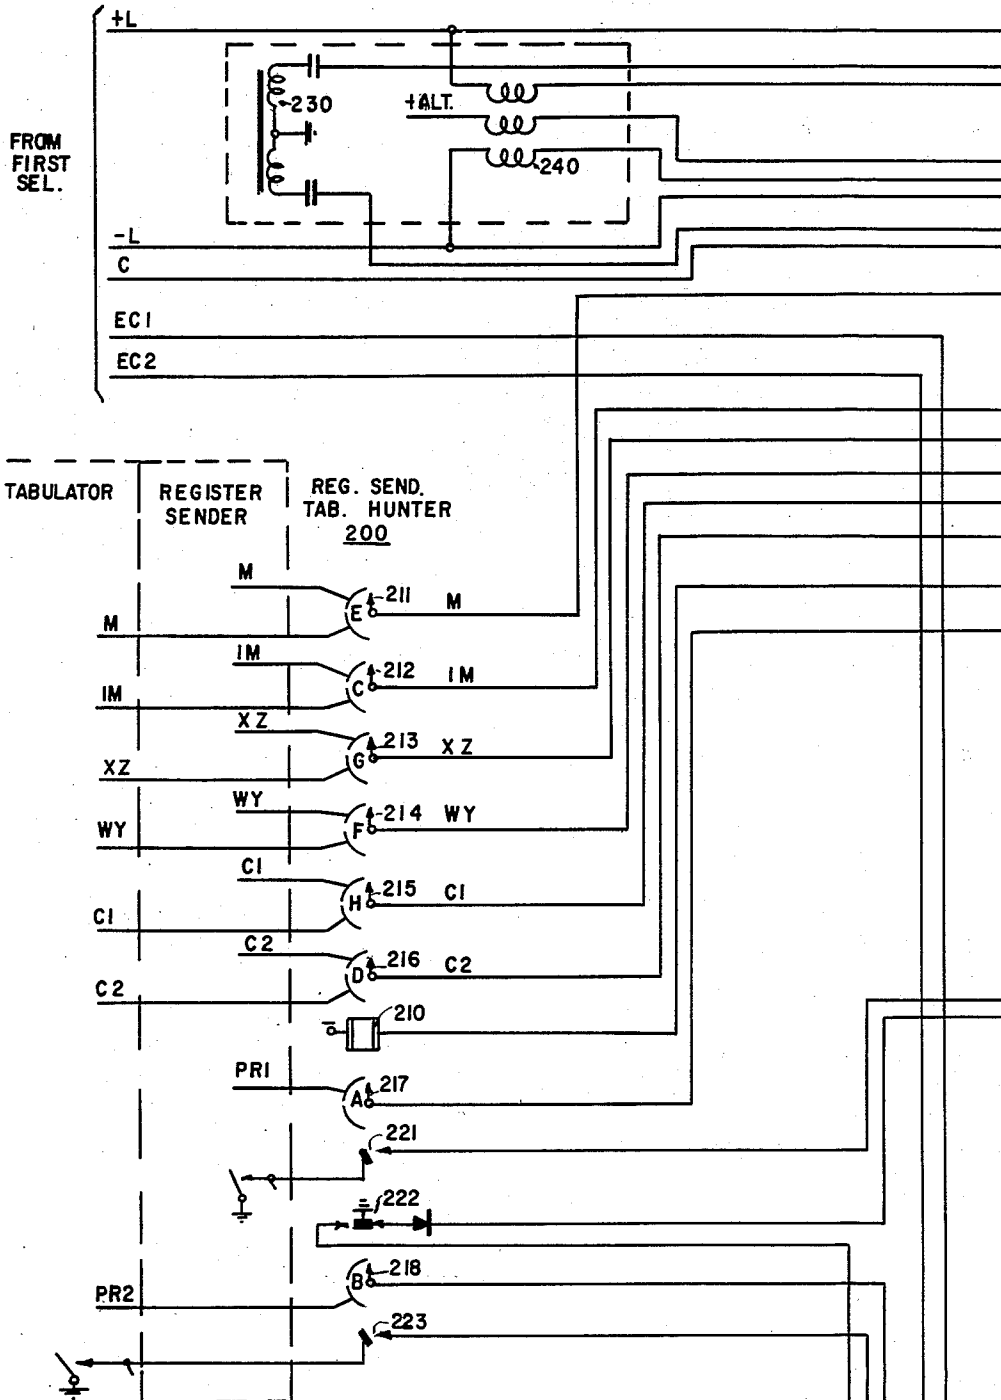 +L
230
+ALT.
240
FROM
FIRST
SEL.
-L
C
EC1
EC2
TABULATOR
REGISTER
SENDER
REG. SEND.
TAB. HUNTER
200
M
211
E
M
M
IM
212
C
IM
IM
XZ
213
G
XZ
XZ
WY
214
F
WY
WY
C1
215
H
C1
C1
C2
216
D
C2
C2
210
PR1
217
A
221
222
218
B
PR2
223